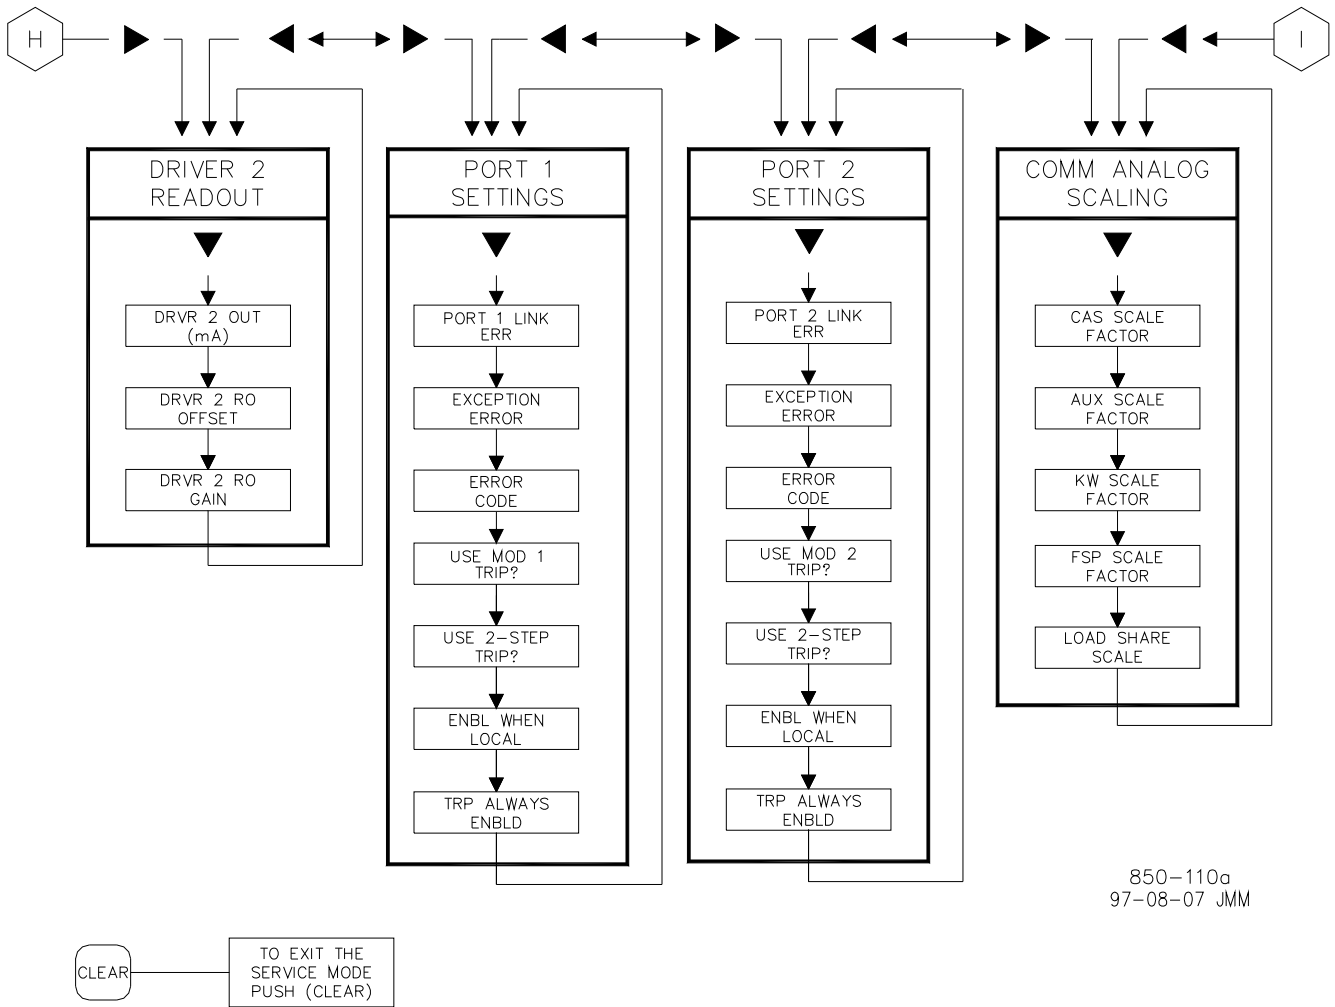 H
I
DRIVER 2
READOUT
DRVR 2 OUT
(mA)
DRVR 2 RO
OFFSET
DRVR 2 RO
GAIN
PORT 1
SETTINGS
PORT 1 LINK
ERR
EXCEPTION
ERROR
ERROR
CODE
USE MOD 1
TRIP?
USE 2-STEP
TRIP?
ENBL WHEN
LOCAL
TRP ALWAYS
ENBLD
PORT 2
SETTINGS
PORT 2 LINK
ERR
EXCEPTION
ERROR
ERROR
CODE
USE MOD 2
TRIP?
USE 2-STEP
TRIP?
ENBL WHEN
LOCAL
TRP ALWAYS
ENBLD
COMM ANALOG
SCALING
CAS SCALE
FACTOR
AUX SCALE
FACTOR
KW SCALE
FACTOR
FSP SCALE
FACTOR
LOAD SHARE
SCALE
850-110a
97-08-07 JMM
CLEAR
TO EXIT THE
SERVICE MODE
PUSH (CLEAR)